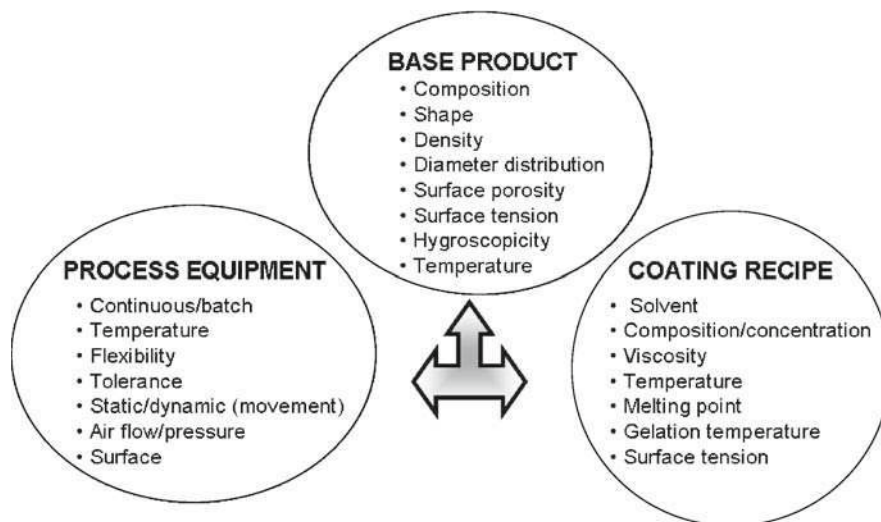 BASE PRODUCT
• Composition
• Shape
• Density
• Diameter distribution
• Surface porosity
• Surface tension
• Hygroscopicity
• Temperature
PROCESS EQUIPMENT
• Continuous/batch
• Temperature
• Flexibility
• Tolerance
• Static/dynamic (movement)
• Air flow/pressure
• Surface
COATING RECIPE
• Solvent
• Composition/concentration
• Viscosity
• Temperature
• Melting point
• Gelation temperature
• Surface tension